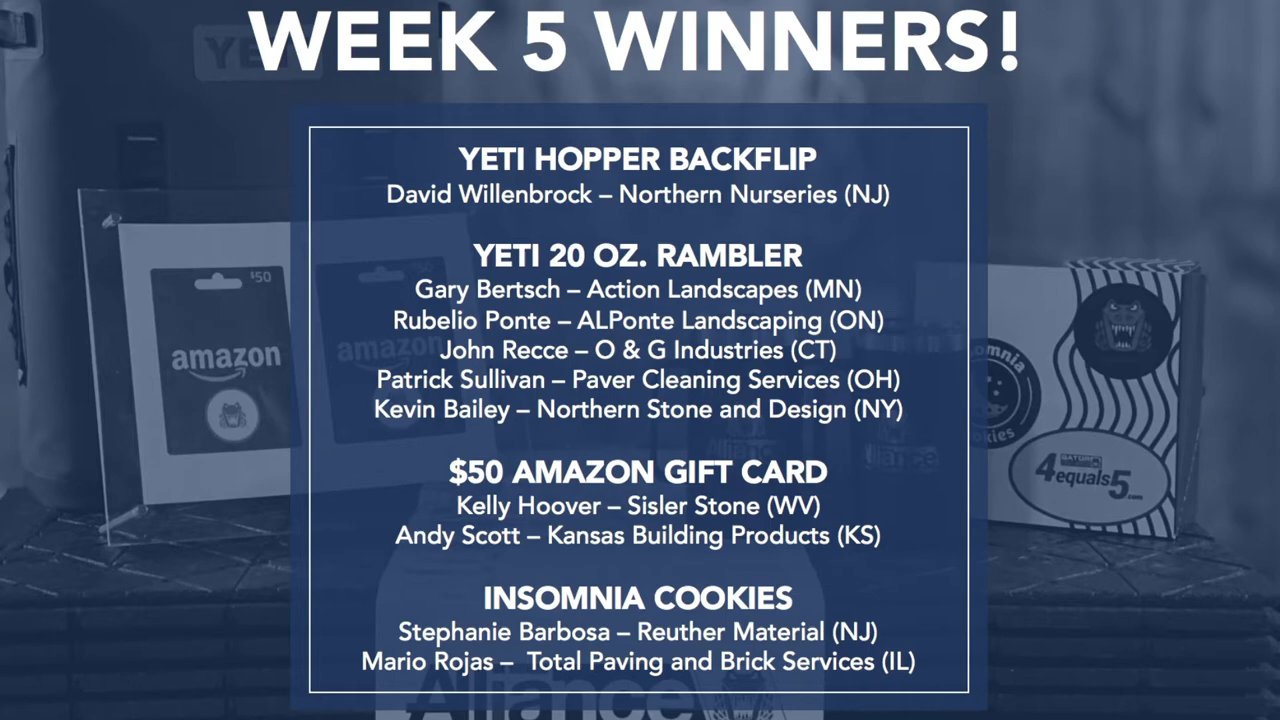 WEEK 5 WINNERS!
YETI HOPPER BACKFLIP
David Willenbrock – Northern Nurseries (NJ)
YETI 20 OZ. RAMBLER
Gary Bertsch – Action Landscapes (MN)
Rubelio Ponte – ALPonte Landscaping (ON)
John Recce – O & G Industries (CT)
Patrick Sullivan – Paver Cleaning Services (OH)
Kevin Bailey – Northern Stone and Design (NY)
$50 AMAZON GIFT CARD
Kelly Hoover – Sisler Stone (WV)
Andy Scott – Kansas Building Products (KS)
INSOMNIA COOKIES
Stephanie Barbosa – Reuther Material (NJ)
Mario Rojas – Total Paving and Brick Services (IL)
$50
amazon
amazon
4equals5.com
Alliance